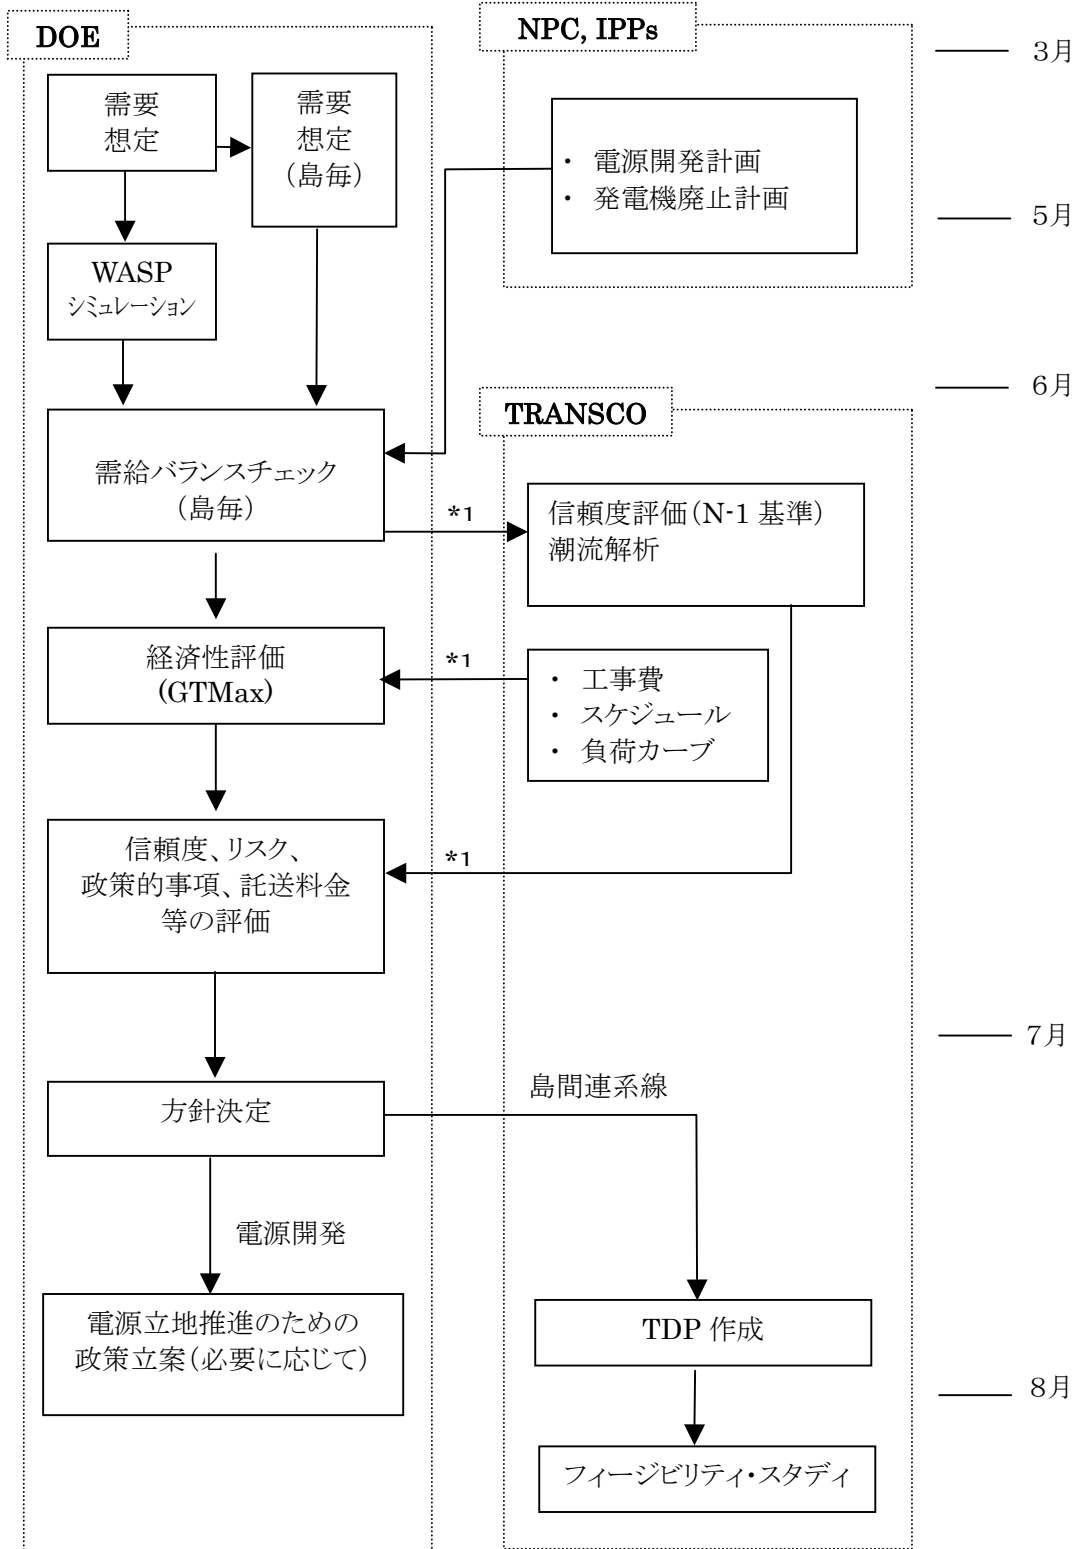 DOE
NPC, IPPs
3月
需要
想定
需要
想定
(島毎)
・ 電源開発計画
・ 発電機廃止計画
5月
WASP
シミュレーション
6月
TRANSCO
需給バランスチェック
(島毎)
*1
信頼度評価(N-1 基準)
潮流解析
経済性評価
(GTMax)
*1
・ 工事費
・ スケジュール
・ 負荷カーブ
信頼度、リスク、
政策的事項、託送料金
等の評価
*1
7月
方針決定
島間連系線
電源開発
電源立地推進のための
政策立案(必要に応じて)
TDP 作成
8月
フィージビリティ・スタディ